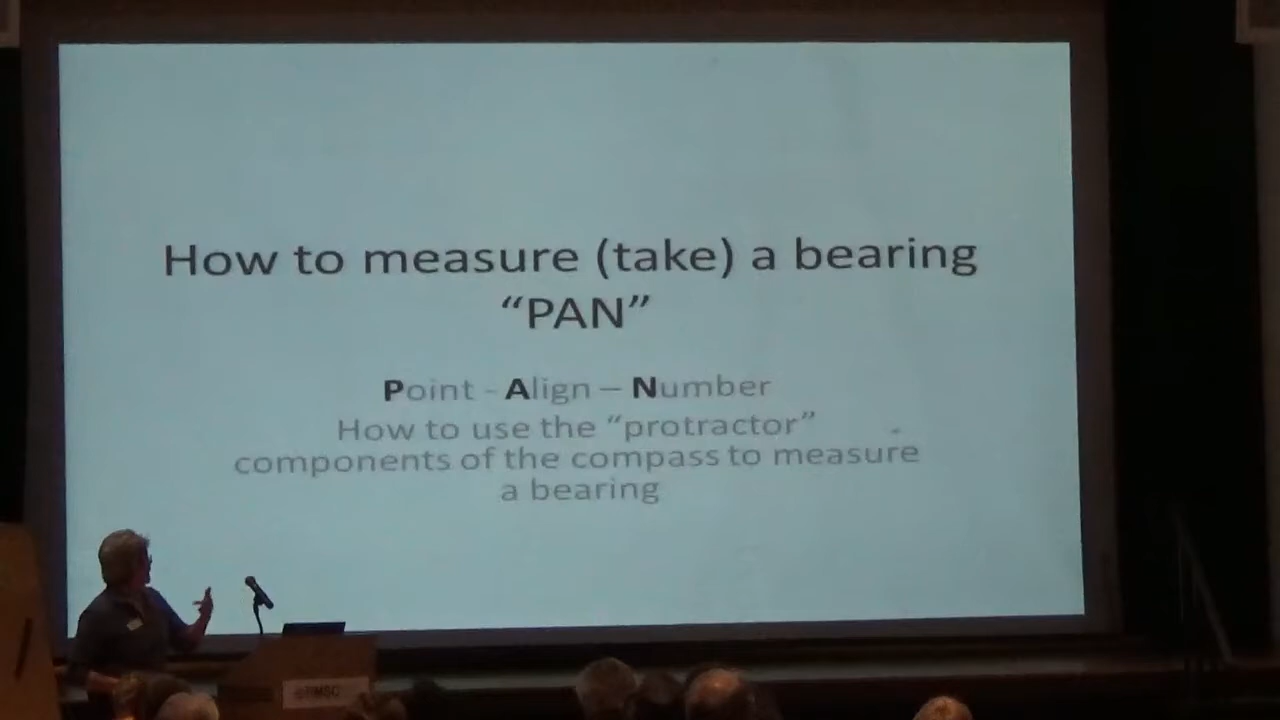 How to measure (take) a bearing
“PAN”
Point - Align – Number
How to use the “protractor”
components of the compass to measure
a bearing